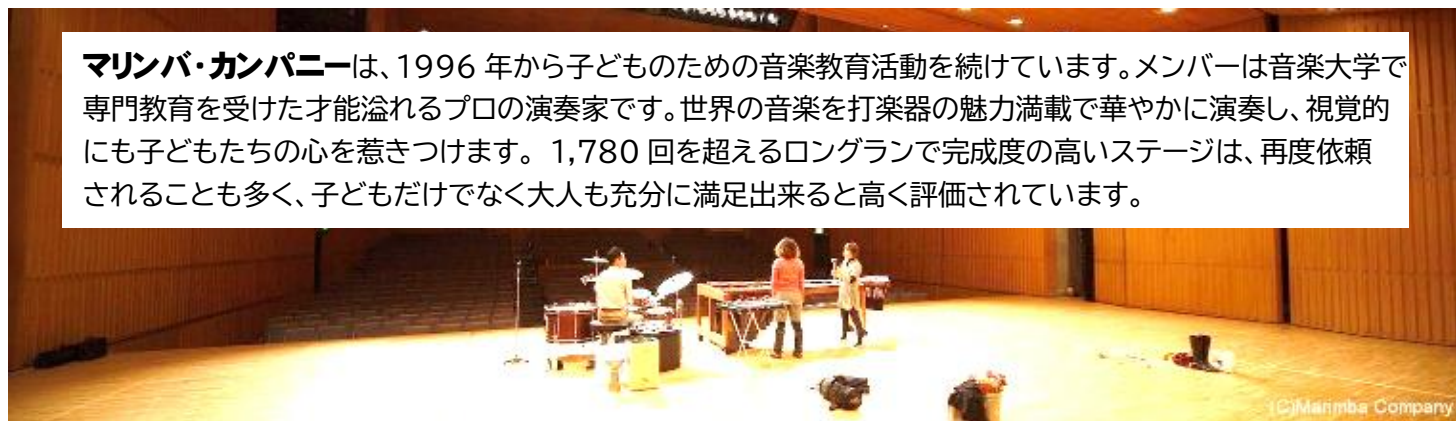 マリンバ・カンパニーは、1996 年から子どものための音楽教育活動を続けています。メンバーは音楽大学で
専門教育を受けた才能溢れるプロの演奏家です。世界の音楽を打楽器の魅力満載で華やかに演奏し、視覚的
にも子どもたちの心を惹きつけます。 1,780 回を超えるロングランで完成度の高いステージは、再度依頼
されることも多く、子どもだけでなく大人も充分に満足出来ると高く評価されています。
(C)Marimba Company